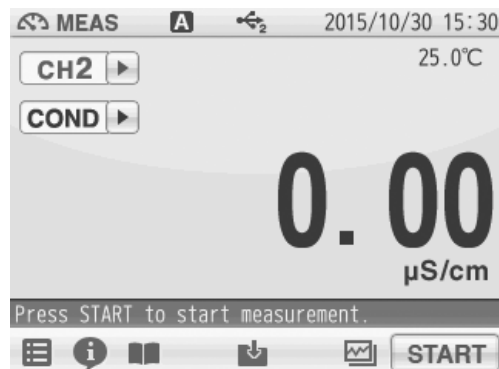 MEAS A 2 2015/10/30 15:30
CH2 25.0℃
COND
0.00
µS/cm
Press START to start measurement.
START